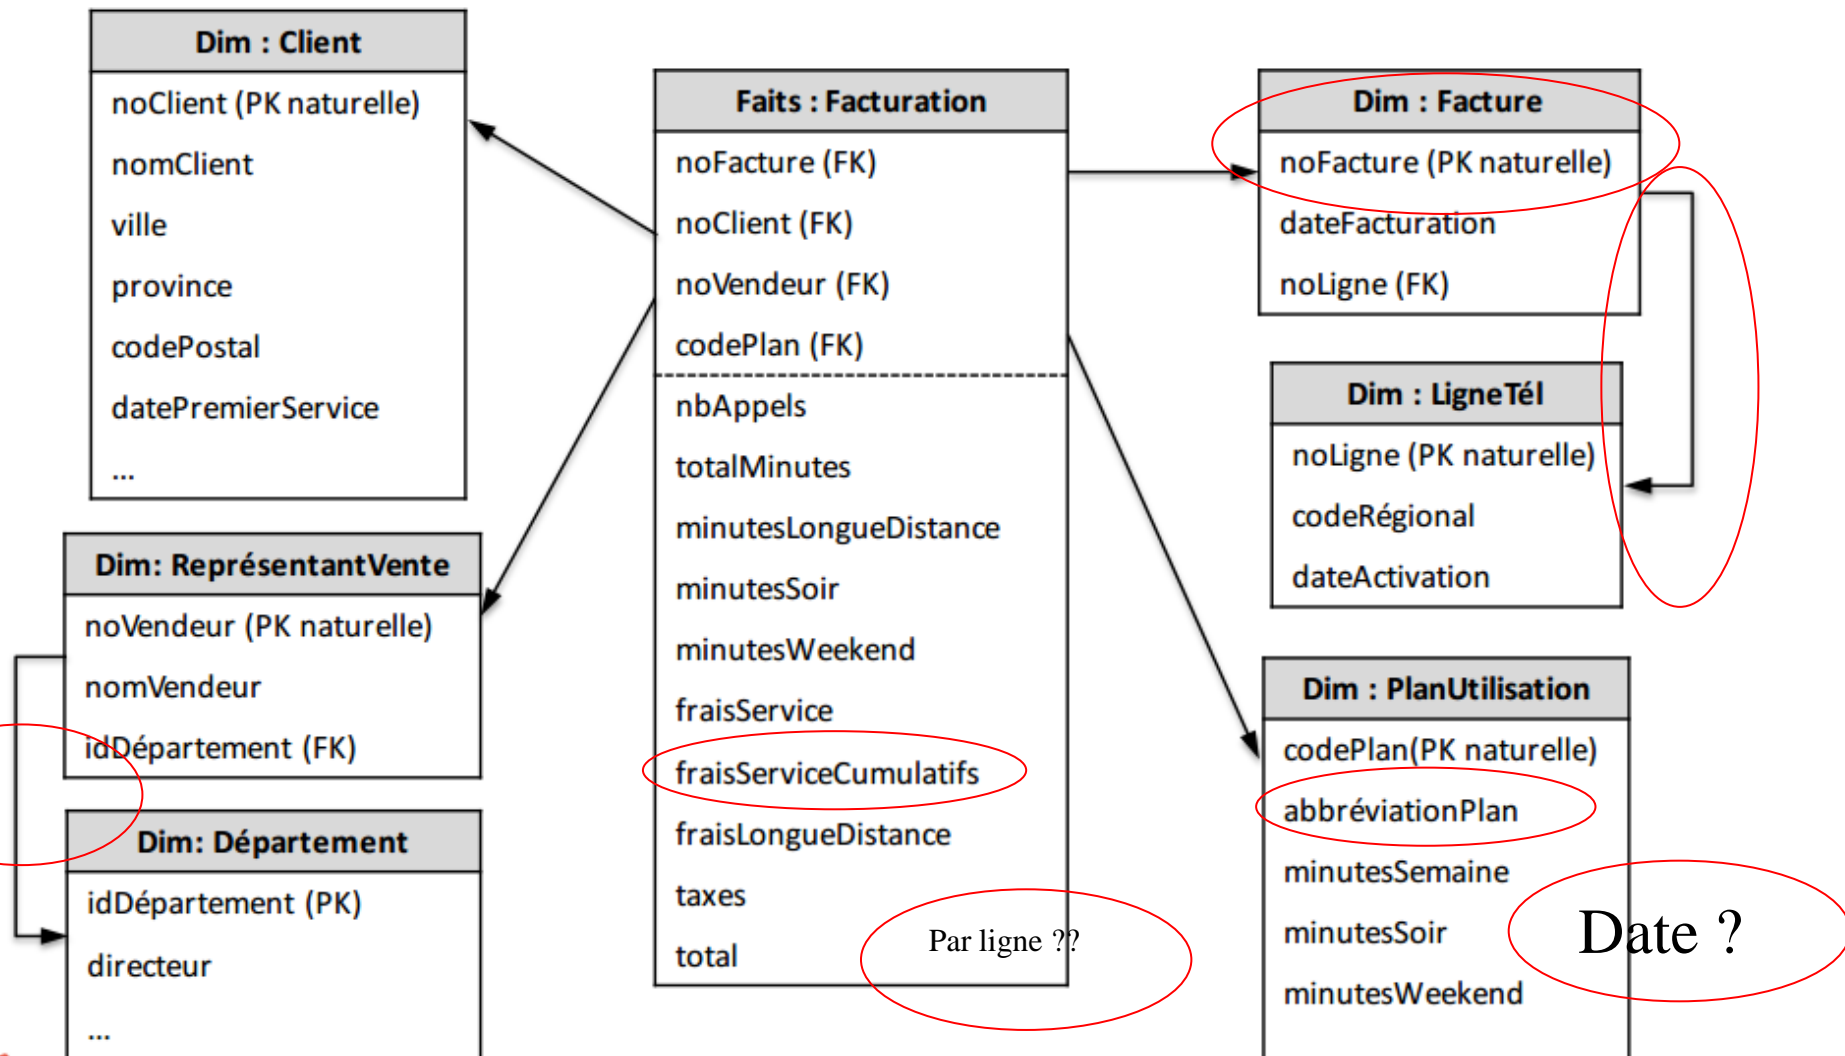 Dim : Client
noClient (PK naturelle)
nomClient
ville
province
codePostal
datePremierService
...
Dim: ReprésentantVente
noVendeur (PK naturelle)
nomVendeur
idDépartement (FK)
Dim: Département
idDépartement (PK)
directeur
...
Faits : Facturation
noFacture (FK)
noClient (FK)
noVendeur (FK)
codePlan (FK)
nbAppels
totalMinutes
minutesLongueDistance
minutesSoir
minutesWeekend
fraisService
fraisServiceCumulatifs
fraisLongueDistance
taxes
total
Par ligne ??
Dim : Facture
noFacture (PK naturelle)
dateFacturation
noLigne (FK)
Dim : LigneTél
noLigne (PK naturelle)
codeRégional
dateActivation
Dim : PlanUtilisation
codePlan(PK naturelle)
abbréviationPlan
minutesSemaine
minutesSoir
minutesWeekend
Date ?